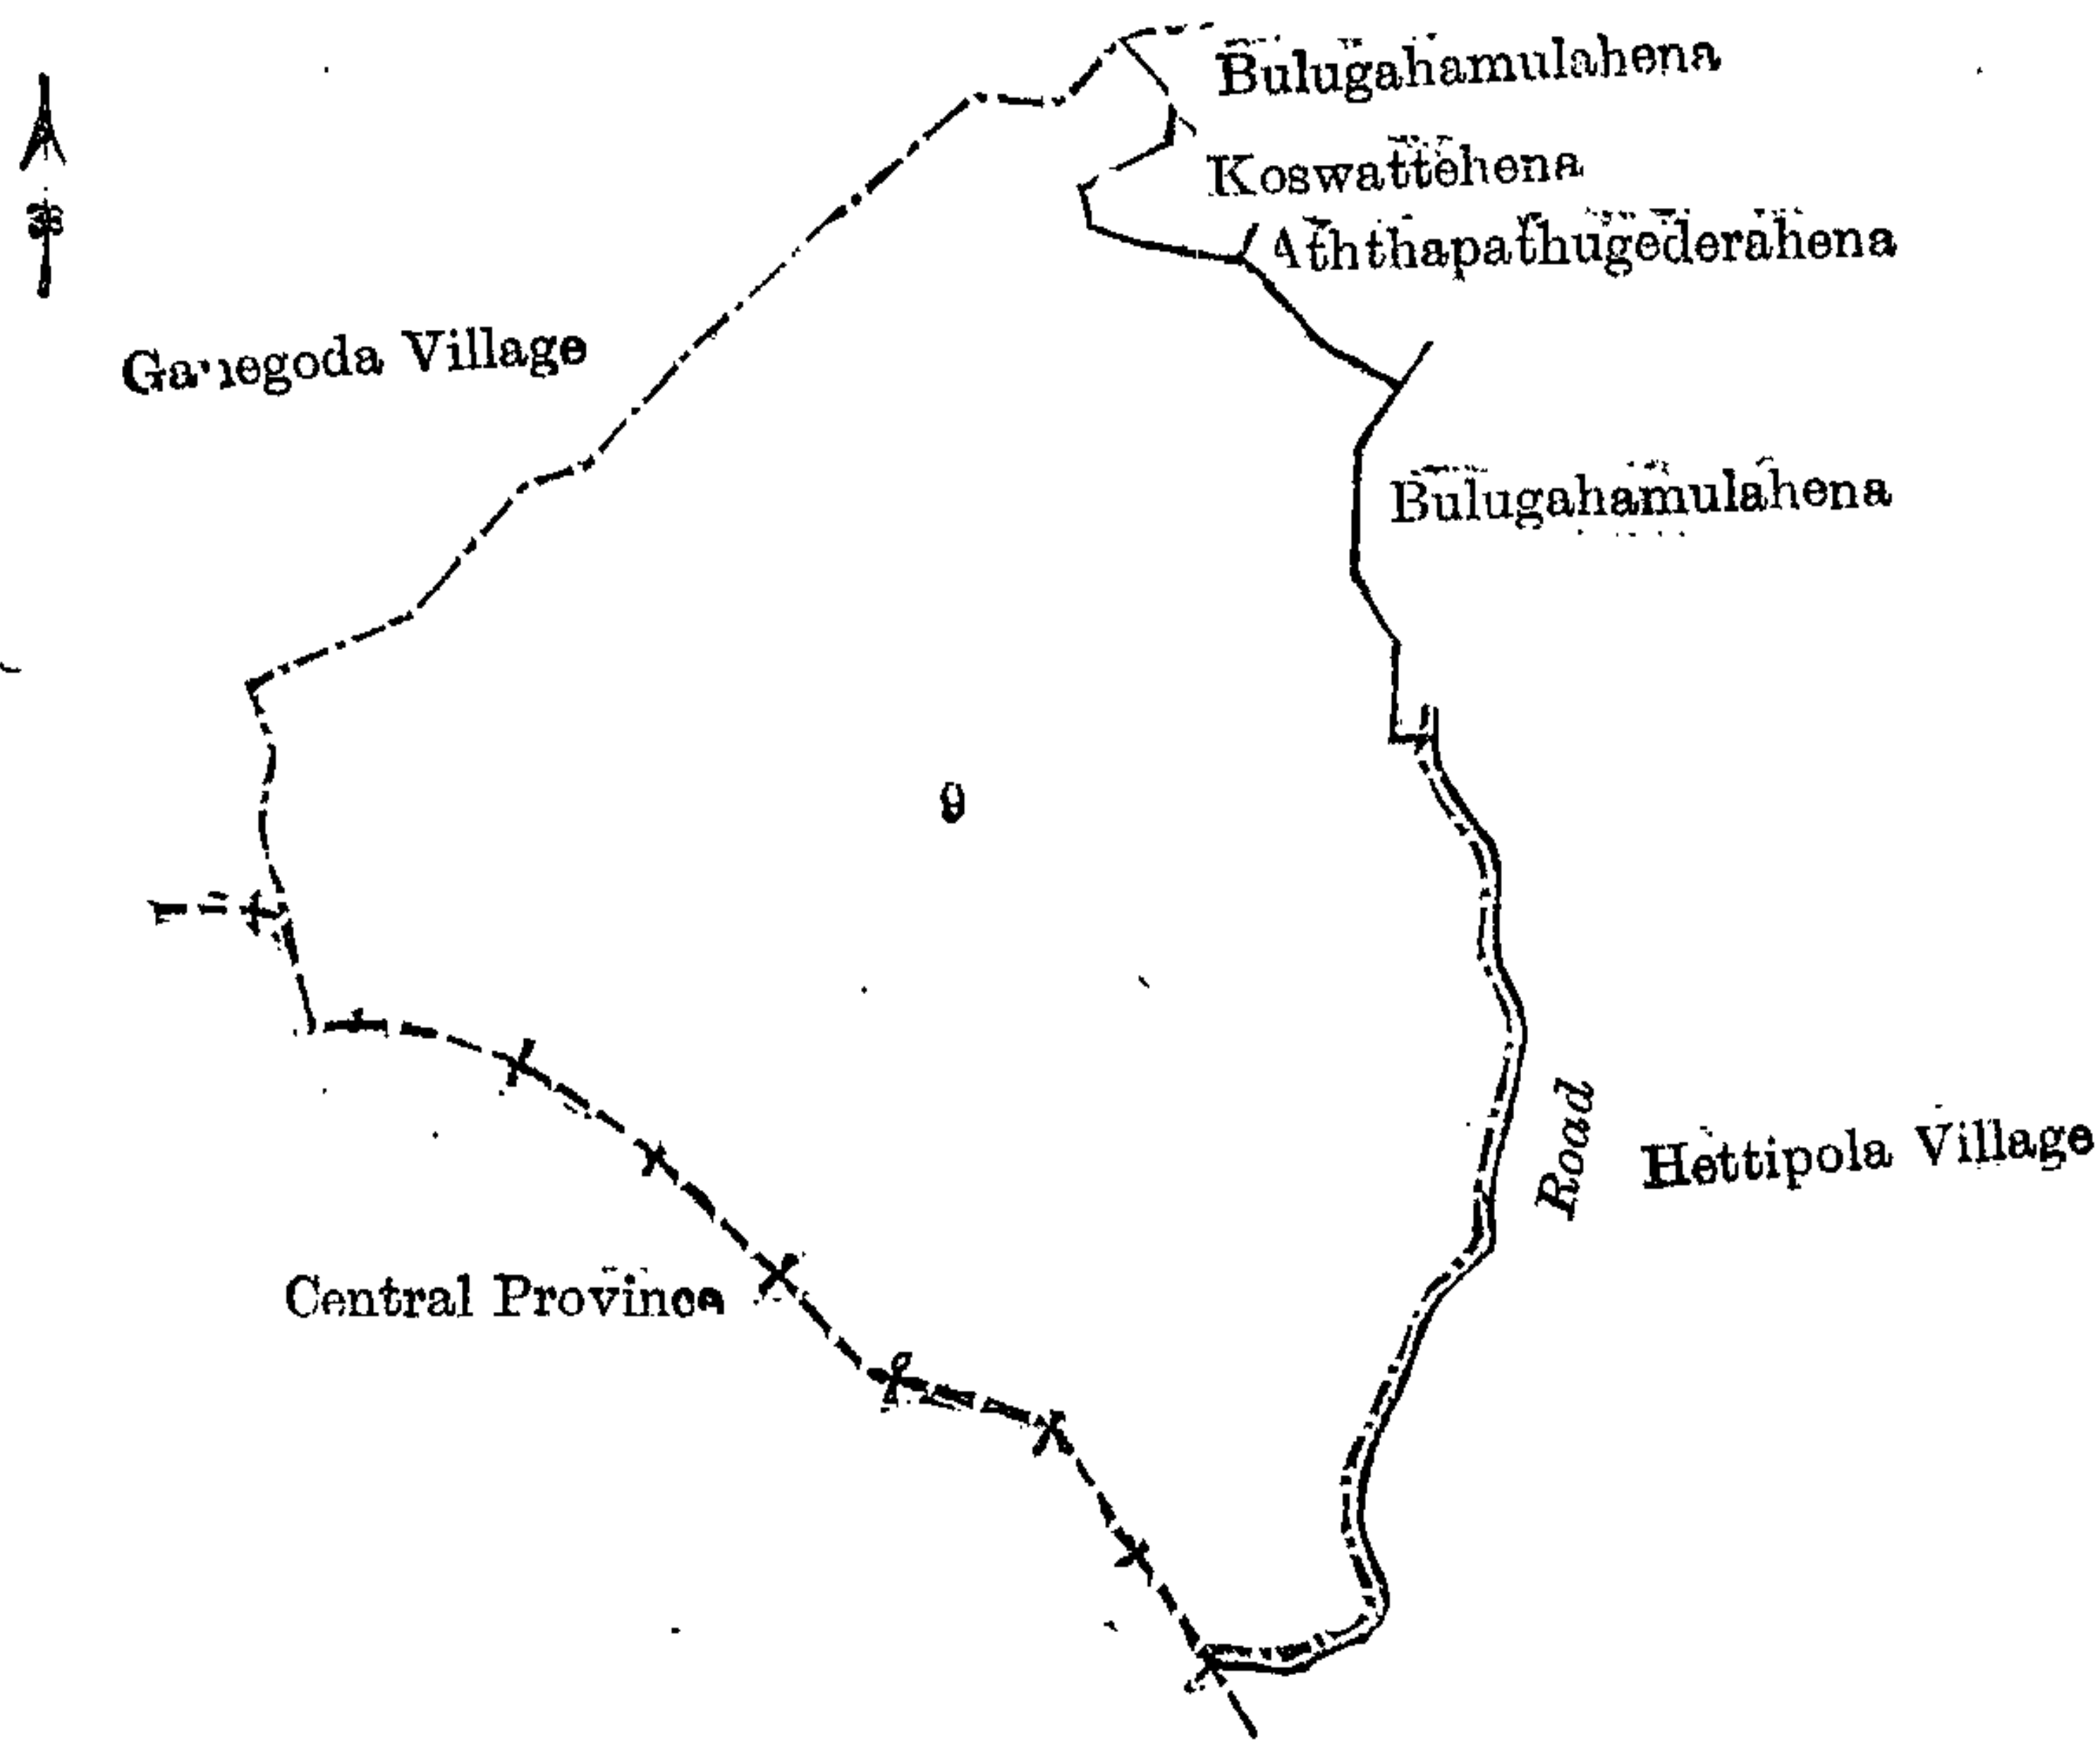 Bulugahamulahena
Koswattehena
Aththapathugederahena
Ganegoda Village
Bulugahamulahena
9
Road
Hettipola Village
Central Province